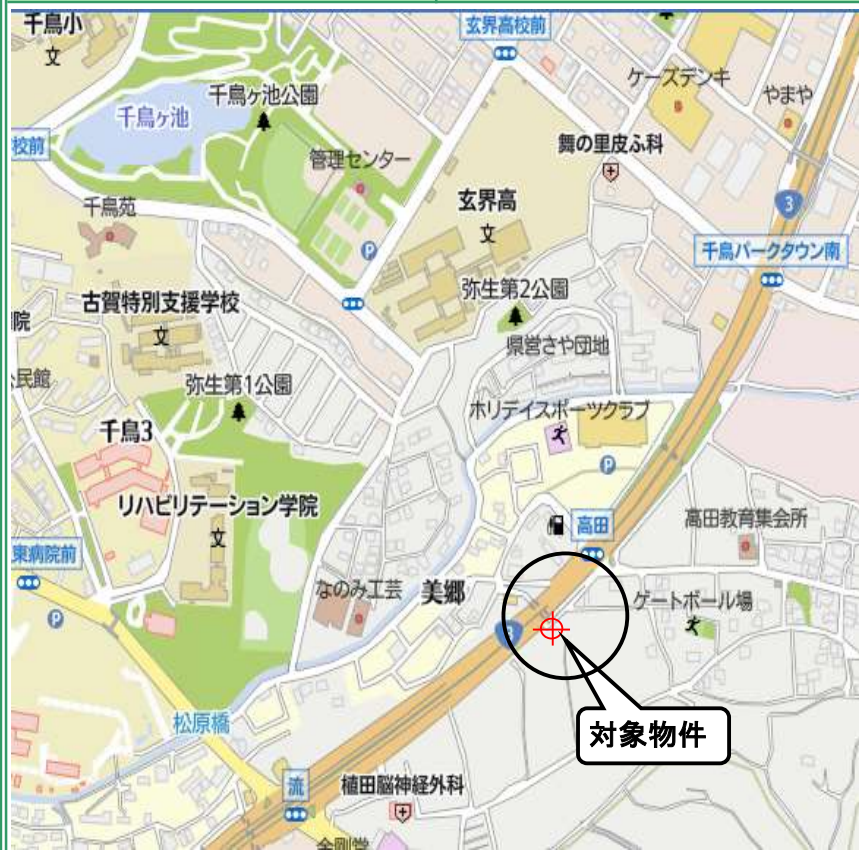 千鳥小
玄界高校前
ケーズデンキ
やまや
千鳥ヶ池公園
千鳥ヶ池
校前
管理センター
舞の里皮ふ科
玄界高
3
千鳥苑
千鳥パークタウン南
P
古賀特別支援学校
弥生第2公園
院
県営さや団地
民館
弥生第1公園
ホリデイスポーツクラブ
千鳥3
P
リハビリテーション学院
高田
高田教育集会所
東病院前
なのみ工芸
美郷
ゲートボール場
P
3
松原橋
対象物件
流
植田脳神経外科
金剛堂